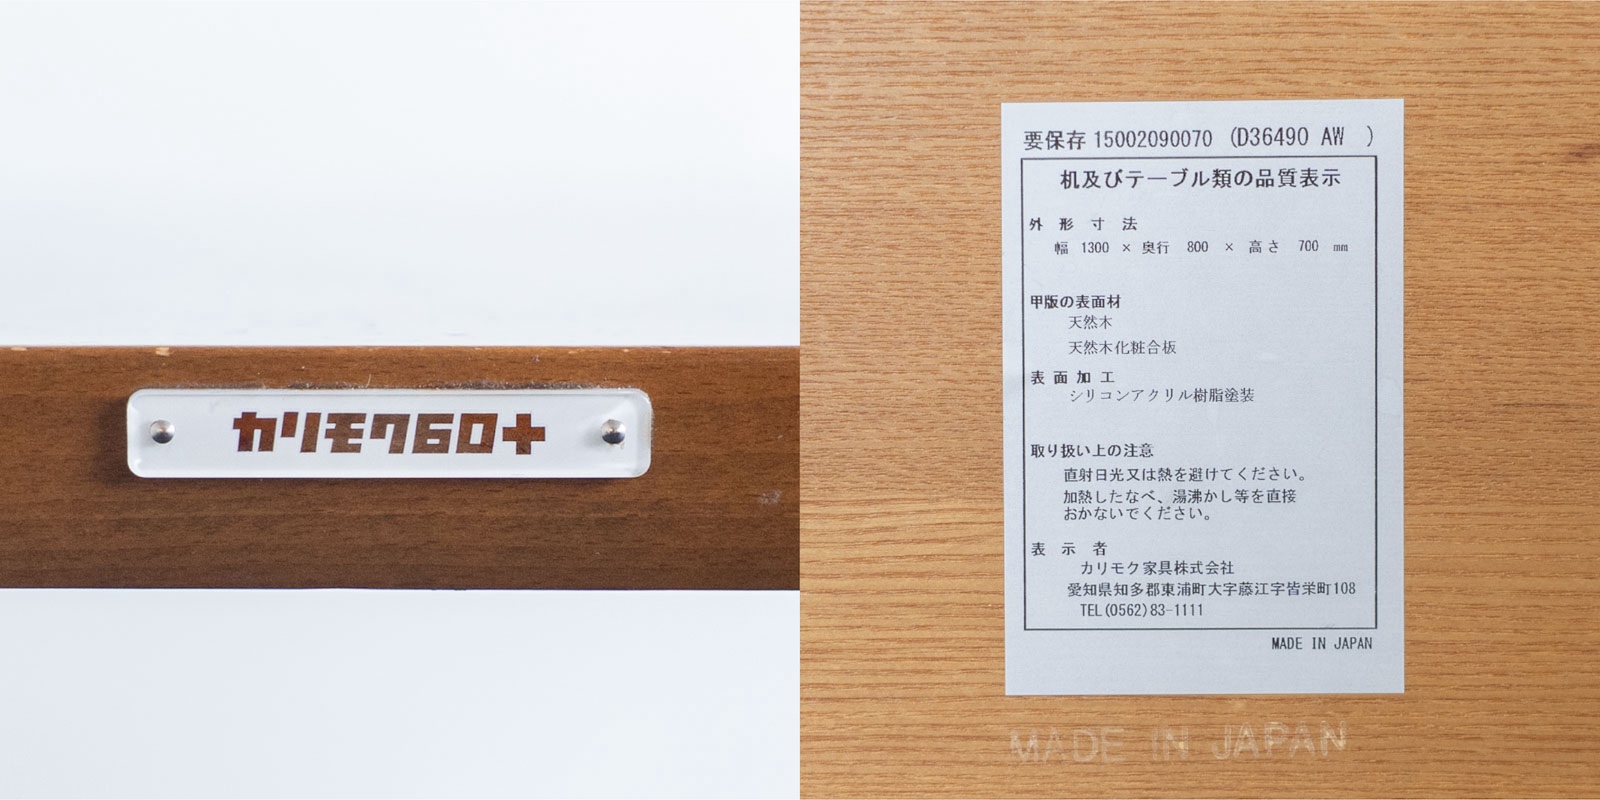 カリモク60+
要保存 15002090070 (D36490 AW )
机及びテーブル類の品質表示
外形寸法
幅 1300 × 奥行 800 × 高さ 700 mm
甲版の表面材
天然木
天然木化粧合板
表面加工
シリコンアクリル樹脂塗装
取り扱い上の注意
直射日光又は熱を避けてください。
加熱したなべ、湯沸かし等を直接
おかないでください。
表示者
カリモク家具株式会社
愛知県知多郡東浦町大字藤江字皆栄町108
TEL(0562)83-1111
MADE IN JAPAN
MADE IN JAPAN